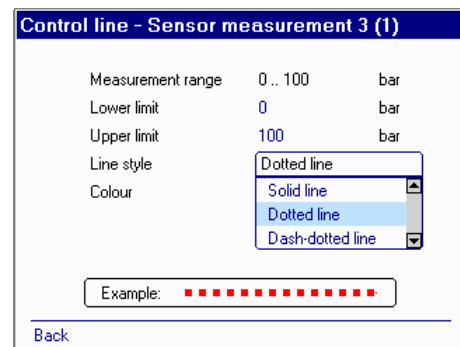 Control line - Sensor measurement 3 (1)
Measurement range 0 .. 100 bar
Lower limit 0 bar
Upper limit 100 bar
Line style Dotted line
Colour Solid line
Dotted line
Dash-dotted line
Example:
Back